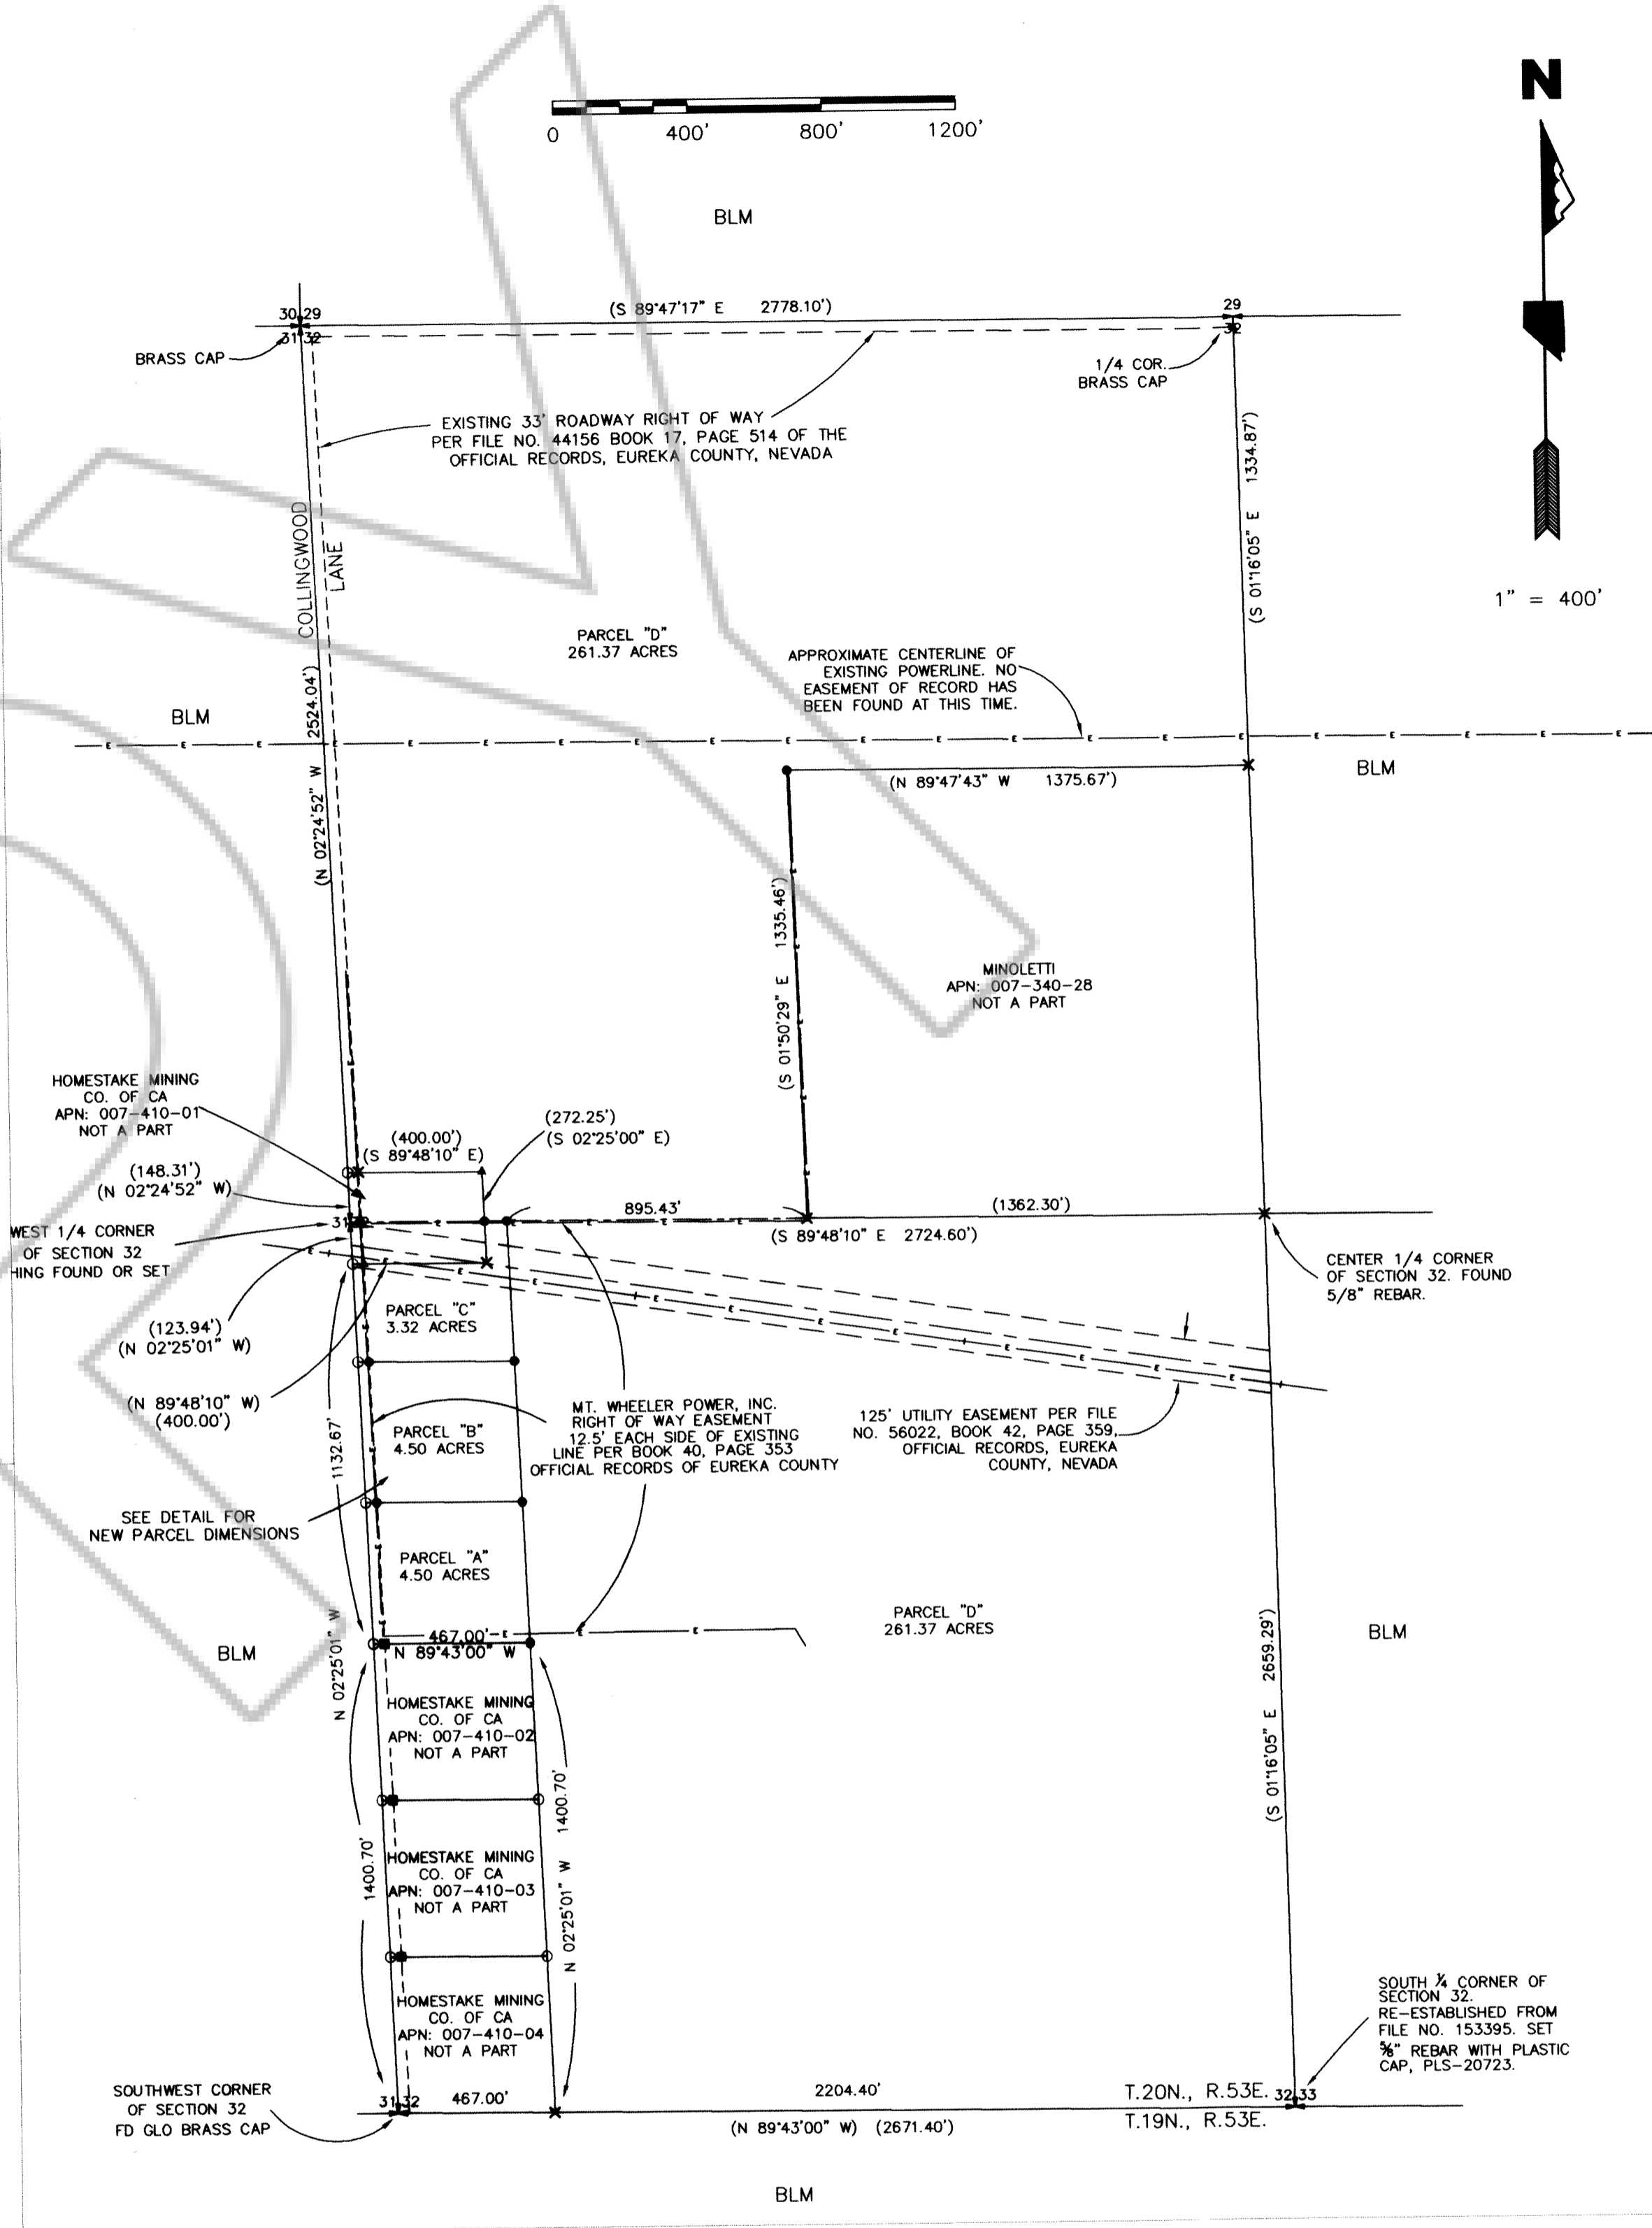 N
0 400' 800' 1200'
1" = 400'
BLM
(S 89°47'17" E 2778.10')
30 29
31 32
29
32
BRASS CAP
1/4 COR.
BRASS CAP
EXISTING 33' ROADWAY RIGHT OF WAY
PER FILE NO. 44156 BOOK 17, PAGE 514 OF THE
OFFICIAL RECORDS, EUREKA COUNTY, NEVADA
(S 01°16'05" E 1334.87')
COLLINGWOOD
LANE
PARCEL "D"
261.37 ACRES
APPROXIMATE CENTERLINE OF
EXISTING POWERLINE. NO
EASEMENT OF RECORD HAS
BEEN FOUND AT THIS TIME.
BLM
(N 02°24'52" W 2524.04')
E E E E E E E E E E E E E E E E E E E E E
BLM
(N 89°47'43" W 1375.67')
(S 01°50'29" E 1335.46')
MINOLETTI
APN: 007-340-28
NOT A PART
HOMESTAKE MINING
CO. OF CA
APN: 007-410-01
NOT A PART
(272.25')
(S 02°25'00" E)
(400.00')
(S 89°48'10" E)
(148.31')
(N 02°24'52" W)
895.43'
(1362.30')
(S 89°48'10" E 2724.60')
WEST 1/4 CORNER
OF SECTION 32
HING FOUND OR SET
31
CENTER 1/4 CORNER
OF SECTION 32. FOUND
5/8" REBAR.
(123.94')
(N 02°25'01" W)
PARCEL "C"
3.32 ACRES
(N 89°48'10" W)
(400.00')
1132.67'
PARCEL "B"
4.50 ACRES
MT. WHEELER POWER, INC.
RIGHT OF WAY EASEMENT
12.5' EACH SIDE OF EXISTING
LINE PER BOOK 40, PAGE 353
OFFICIAL RECORDS OF EUREKA COUNTY
125' UTILITY EASEMENT PER FILE
NO. 56022, BOOK 42, PAGE 359,
OFFICIAL RECORDS, EUREKA
COUNTY, NEVADA
SEE DETAIL FOR
NEW PARCEL DIMENSIONS
PARCEL "A"
4.50 ACRES
N 02°25'01" W
467.00'
N 89°43'00" W
PARCEL "D"
261.37 ACRES
BLM
BLM
(S 01°16'05" E 2659.29')
HOMESTAKE MINING
CO. OF CA
APN: 007-410-02
NOT A PART
1400.70'
N 02°25'01" W 1400.70'
HOMESTAKE MINING
CO. OF CA
APN: 007-410-03
NOT A PART
HOMESTAKE MINING
CO. OF CA
APN: 007-410-04
NOT A PART
SOUTH 1/4 CORNER OF
SECTION 32.
RE-ESTABLISHED FROM
FILE NO. 153395. SET
5/8" REBAR WITH PLASTIC
CAP, PLS-20723.
SOUTHWEST CORNER
OF SECTION 32
FD GLO BRASS CAP
31 32
467.00'
2204.40'
T.20N., R.53E.
32 33
(N 89°43'00" W) (2671.40')
T.19N., R.53E.
BLM